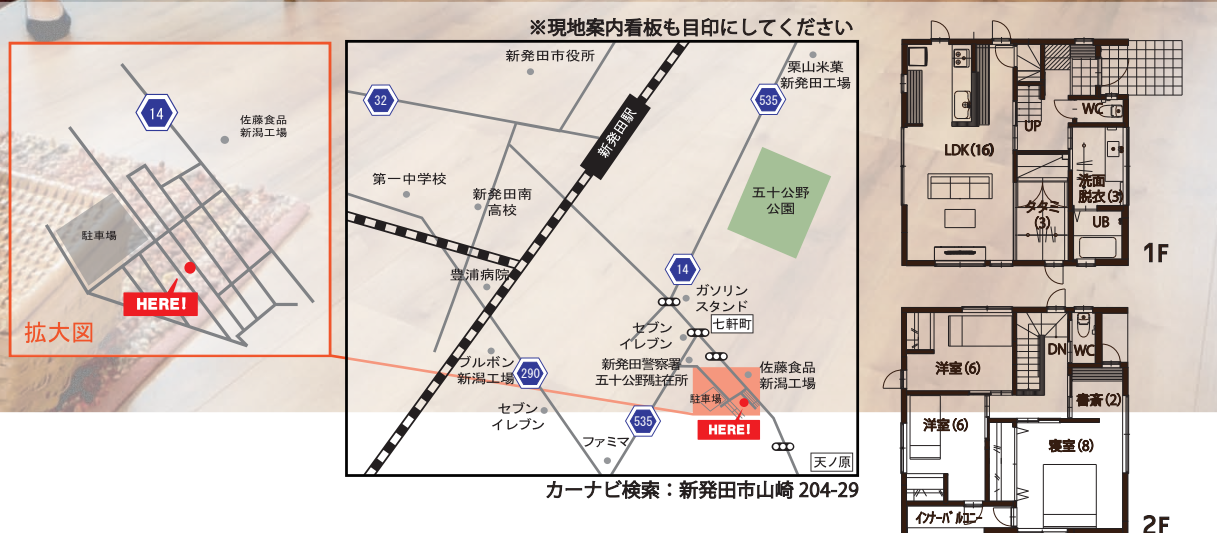 ※現地案内看板も目印にしてください
14
佐藤食品
新潟工場
駐車場
HERE!
拡大図
新発田市役所
栗山米菓
新発田工場
32
535
新発田駅
第一中学校
新発田南
高校
五十公野
公園
豊浦病院
14
ガソリン
スタンド
七軒町
セブン
イレブン
新発田警察署
五十公野駐在所
佐藤食品
新潟工場
ブルボン
新潟工場
290
駐車場
セブン
イレブン
535
HERE!
ファミマ
天ノ原
カーナビ検索：新発田市山崎 204-29
WC
UP
LDK(16)
洗面
脱衣(3)
タタミ
(3)
UB
1F
DN
WC
洋室(6)
書斎(2)
洋室(6)
寝室(8)
インナーバルコニー
2F